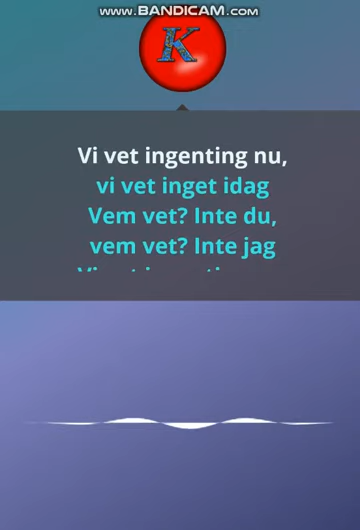 www.BANDICAM.com
K
Vi vet ingenting nu,
vi vet inget idag
Vem vet? Inte du,
vem vet? Inte jag